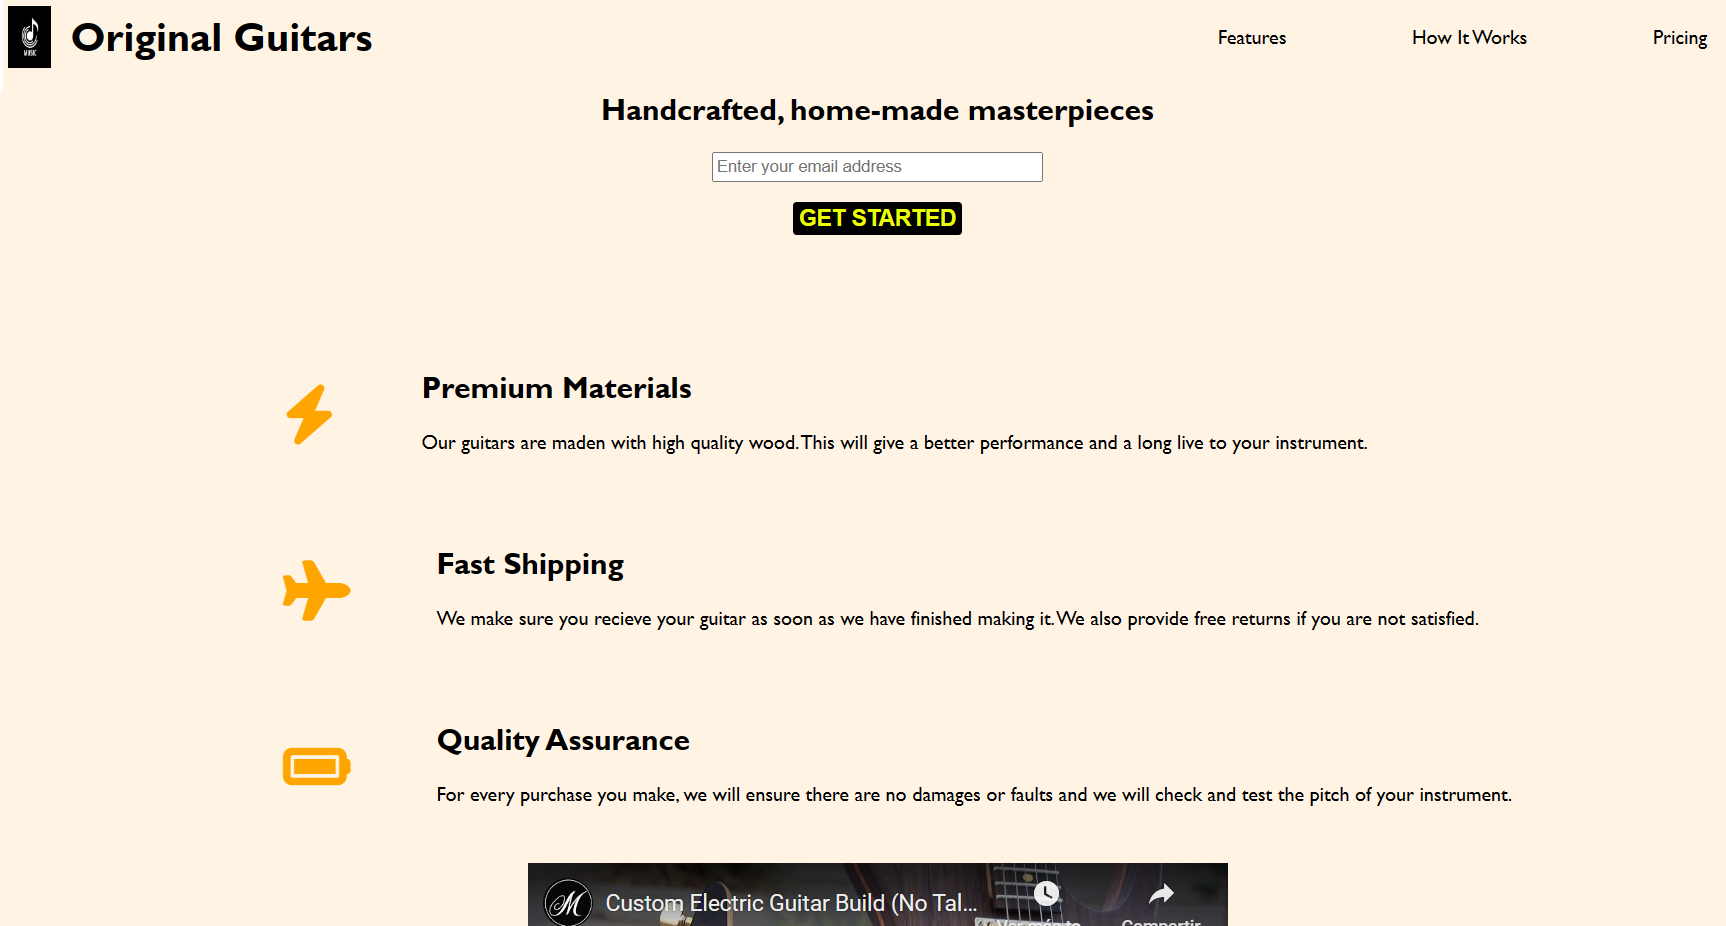 MUSIC
Original Guitars
Features
How It Works
Pricing
Handcrafted, home-made masterpieces
Enter your email address
GET STARTED
Premium Materials
Our guitars are maden with high quality wood. This will give a better performance and a long live to your instrument.
Fast Shipping
We make sure you recieve your guitar as soon as we have finished making it. We also provide free returns if you are not satisfied.
Quality Assurance
For every purchase you make, we will ensure there are no damages or faults and we will check and test the pitch of your instrument.
M
Custom Electric Guitar Build (No Tal...
Ver más ta
Compartir